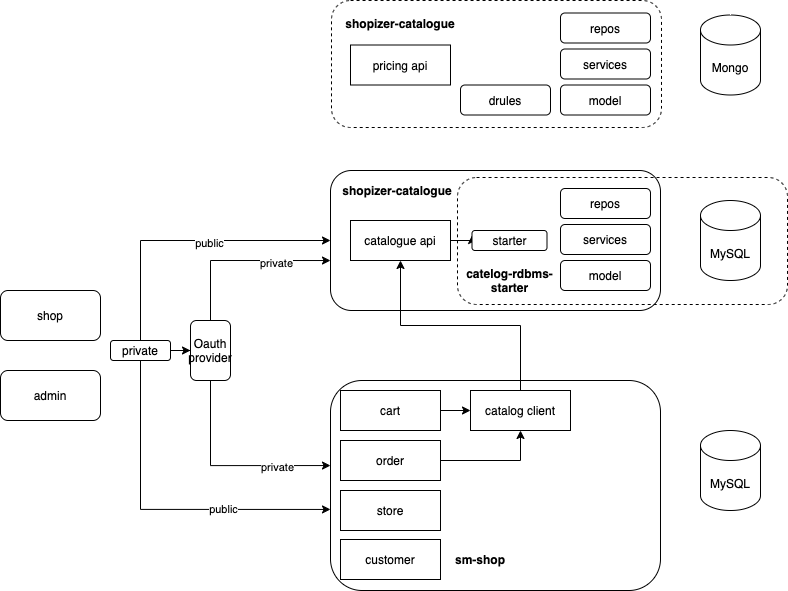 shopizer-catalogue
repos
pricing api
services
Mongo
drules
model
shopizer-catalogue
repos
public
catalogue api
starter
services
MySQL
private
catelog-rdbms-
starter
model
shop
private
Oauth
provider
admin
cart
catalog client
order
private
MySQL
store
public
customer
sm-shop